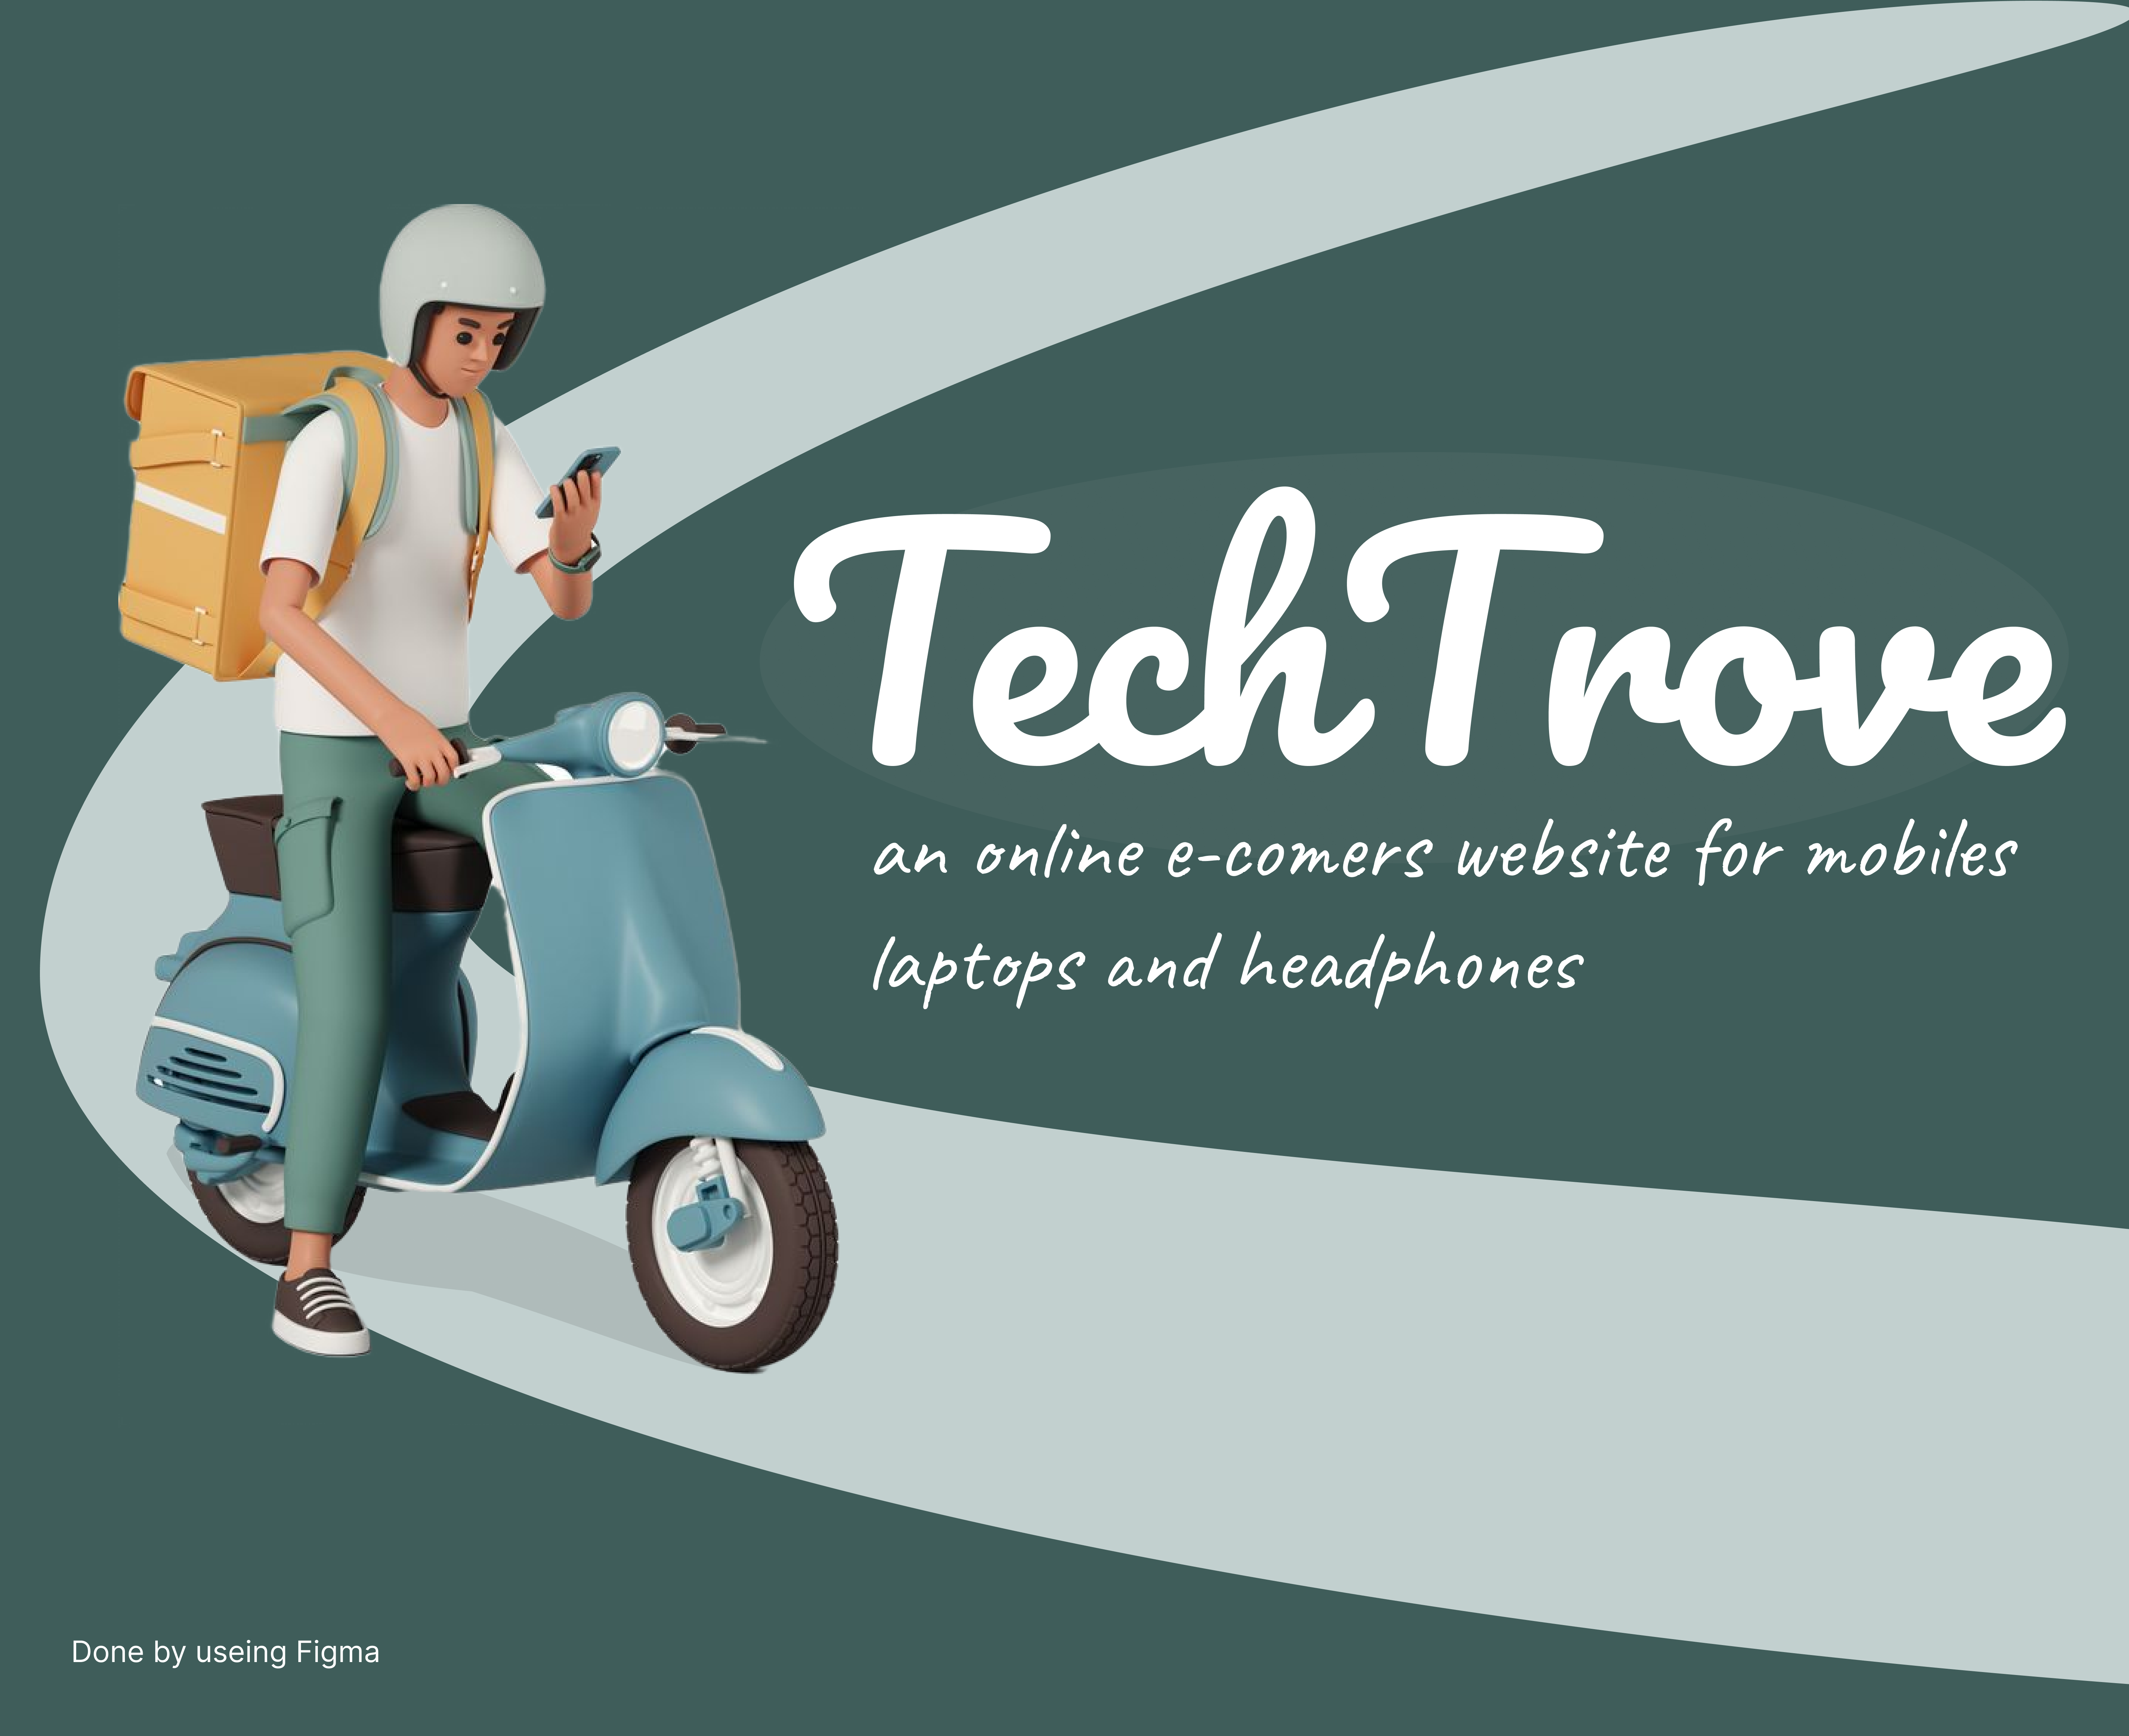 TechTrove
an online e-comers website for mobiles
laptops and headphones
Done by useing Figma